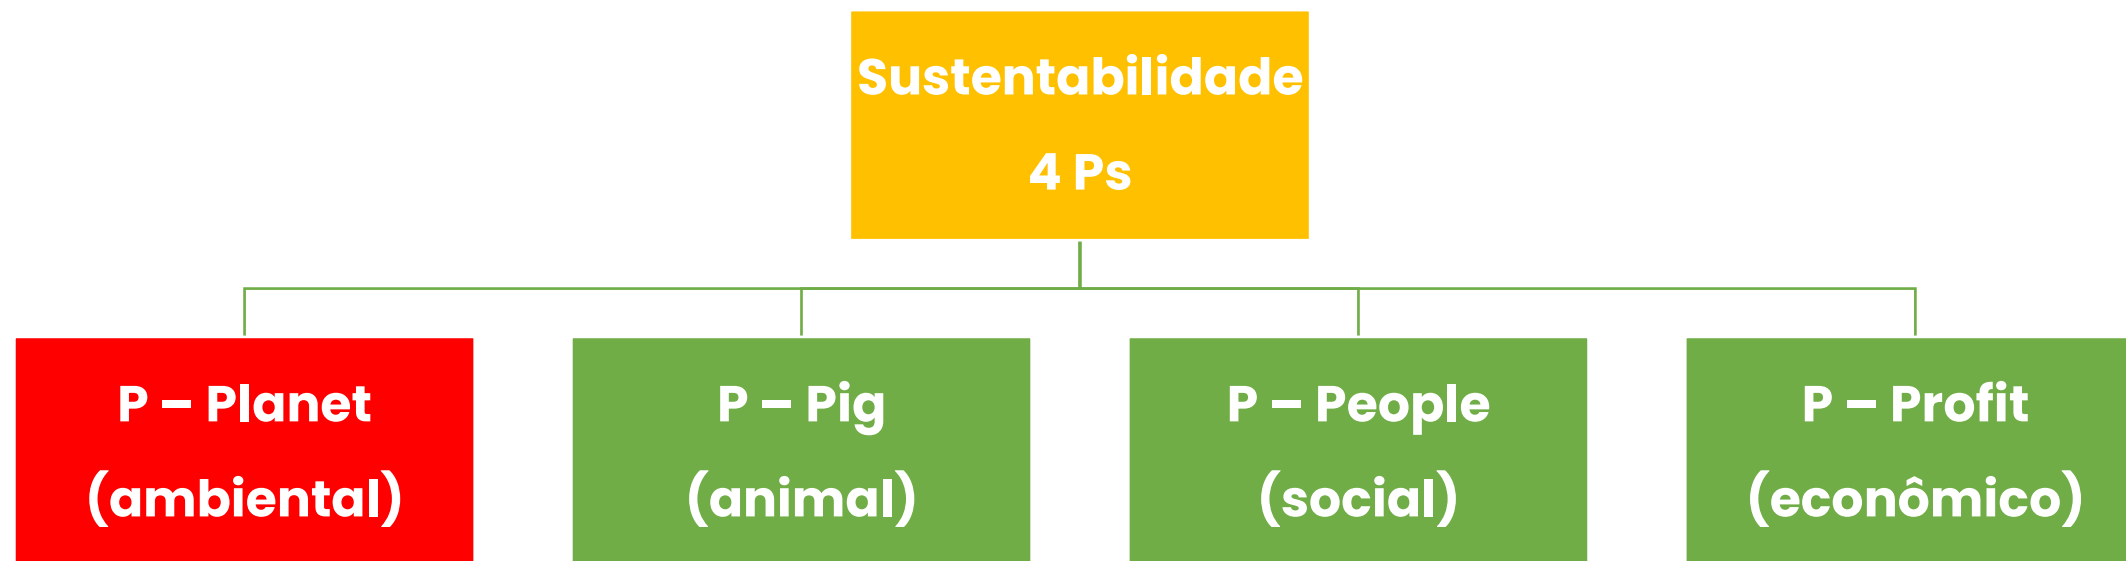 Sustentabilidade
4 Ps
P – Planet
(ambiental)
P – Pig
(animal)
P – People
(social)
P – Profit
(econômico)